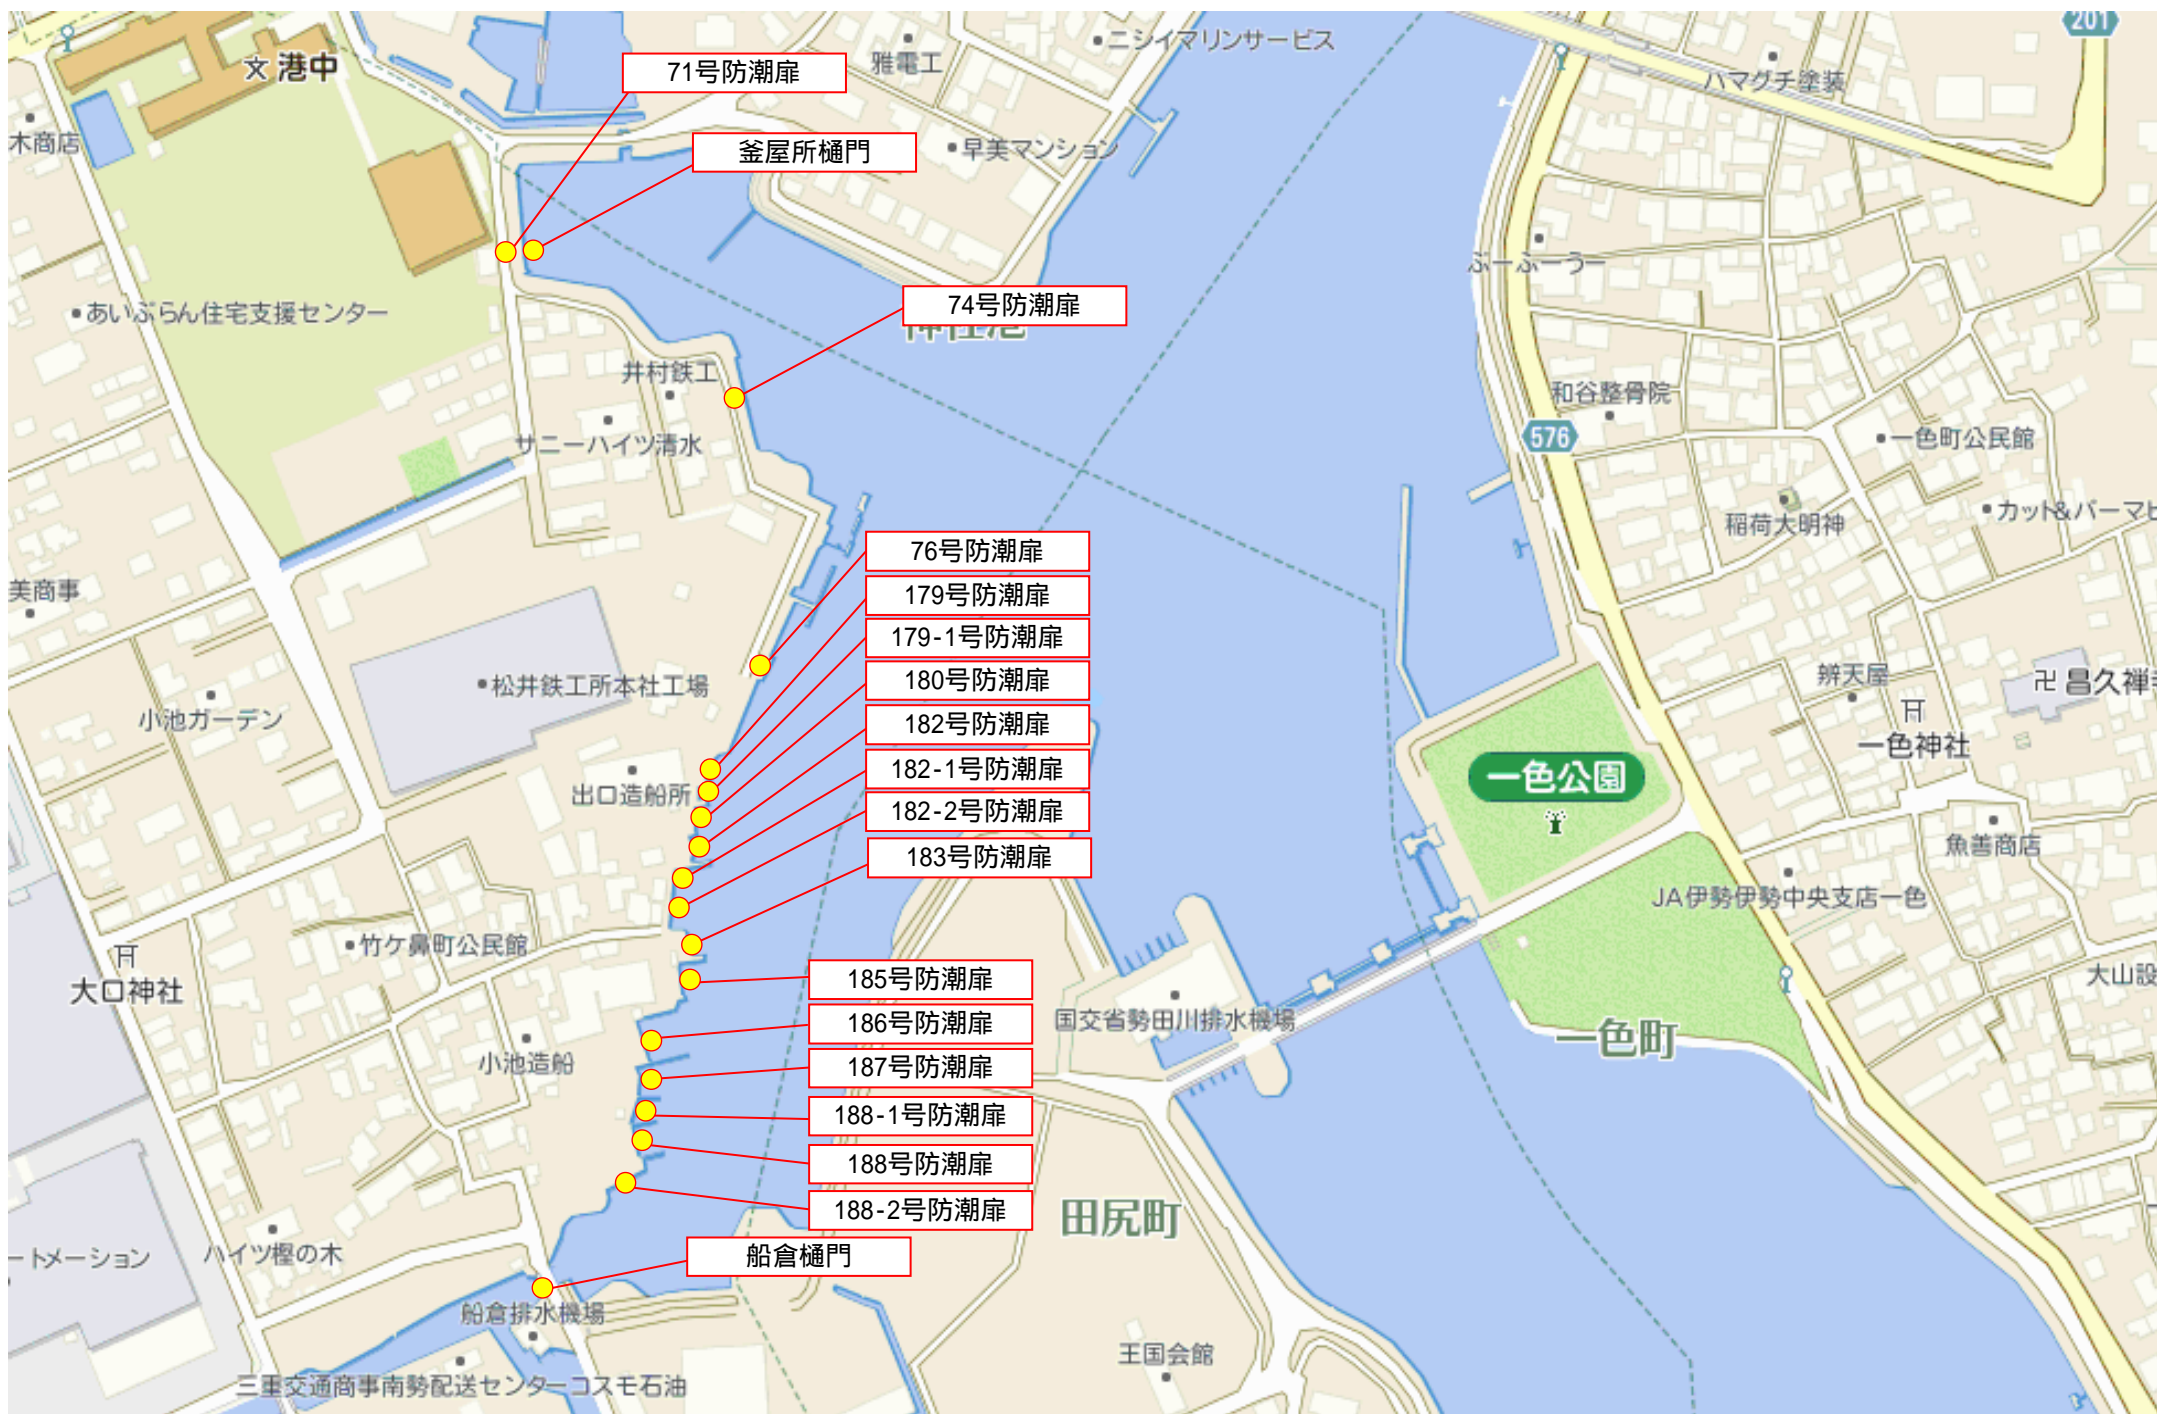 201
文 港中
71号防潮扉
雅電工
ニシイマリンサービス
ハマグチ塗装
木商店
釜屋所樋門
早美マンション
ぶーふーうー
あいぶらん住宅支援センター
74号防潮扉
井村鉄工
和谷整骨院
サニーハイツ清水
576
一色町公民館
稲荷大明神
カット&パーマヒ
76号防潮扉
美商事
179号防潮扉
179-1号防潮扉
松井鉄工所本社工場
180号防潮扉
辨天屋
卍 昌久禅寺
小池ガーデン
182号防潮扉
一色神社
出口造船所
182-1号防潮扉
一色公園
182-2号防潮扉
183号防潮扉
魚善商店
JA伊勢伊勢中央支店一色
竹ケ鼻町公民館
大口神社
185号防潮扉
大山設
186号防潮扉
国交省勢田川排水機場
一色町
小池造船
187号防潮扉
188-1号防潮扉
188号防潮扉
188-2号防潮扉
田尻町
ートメーション
ハイツ樫の木
船倉樋門
船倉排水機場
王国会館
三重交通商事南勢配送センターコスモ石油